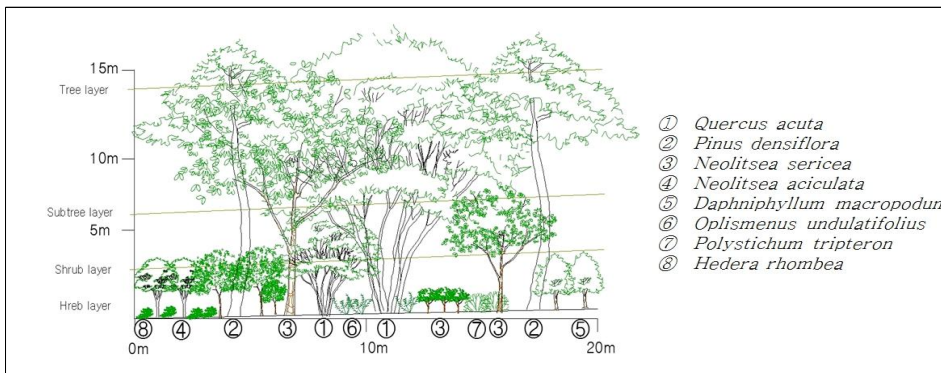 15m
Tree layer
10m
Subtree layer
5m
Shrub layer
Hreb layer
⑧ ④ ② ③ ① ⑥ ① ③ ⑦ ③ ② ⑤
0m 10m 20m
① Quercus acuta
② Pinus densiflora
③ Neolitsea sericea
④ Neolitsea aciculata
⑤ Daphniphyllum macropodum
⑥ Oplismenus undulatifolius
⑦ Polystichum tripteron
⑧ Hedera rhombea